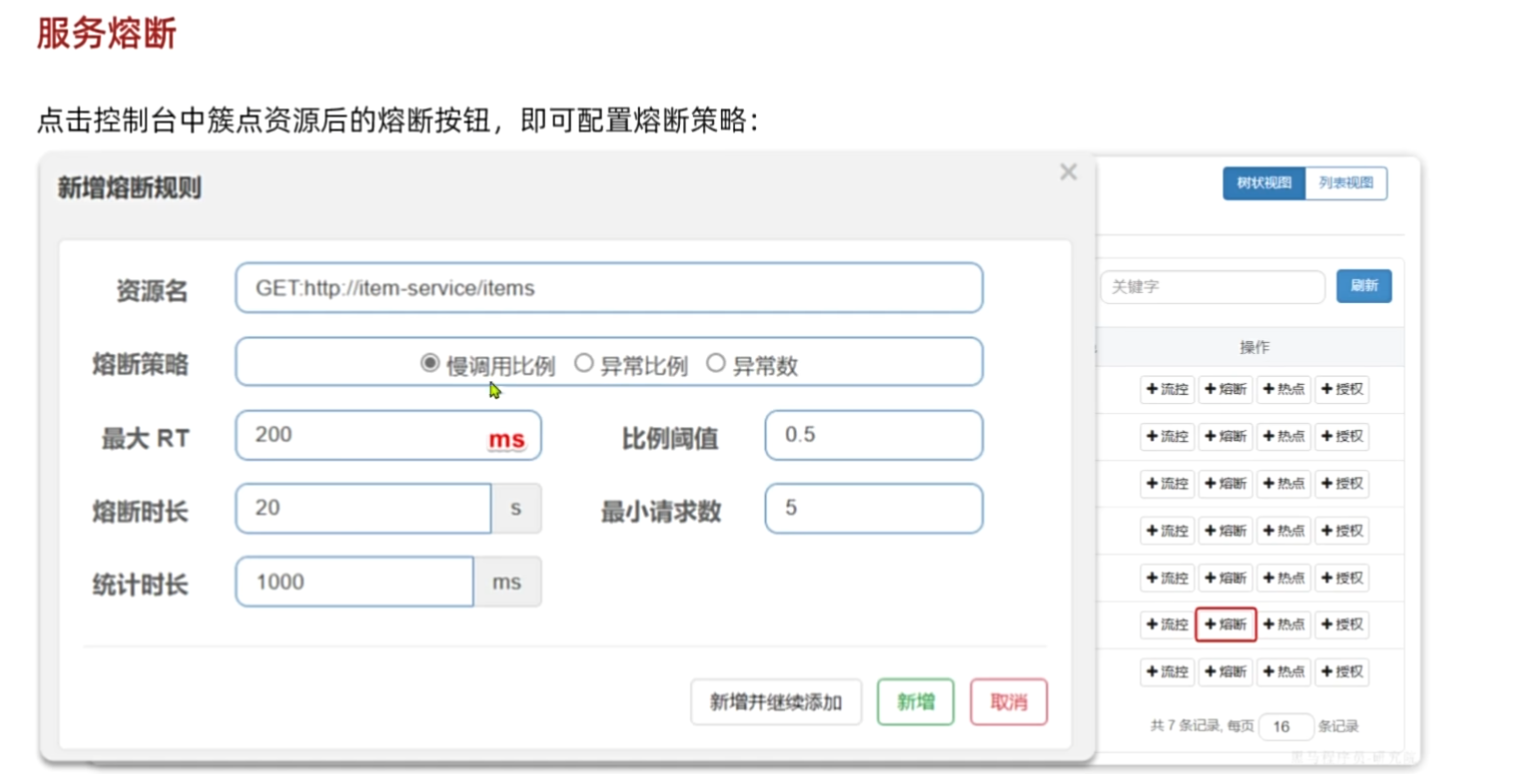 服务熔断
点击控制台中簇点资源后的熔断按钮，即可配置熔断策略：
新增熔断规则 ×
树状视图 列表视图
资源名 GET:http://item-service/items
关键字 刷新
熔断策略 慢调用比例 异常比例 异常数
操作
+流控 +熔断 +热点 +授权
最大 RT 200 ms 比例阈值 0.5
+流控 +熔断 +热点 +授权
+流控 +熔断 +热点 +授权
熔断时长 20 s 最小请求数 5
+流控 +熔断 +热点 +授权
统计时长 1000 ms
+流控 +熔断 +热点 +授权
+流控 +熔断 +热点 +授权
+流控 +熔断 +热点 +授权
新增并继续添加 新增 取消
共 7 条记录, 每页 16 条记录